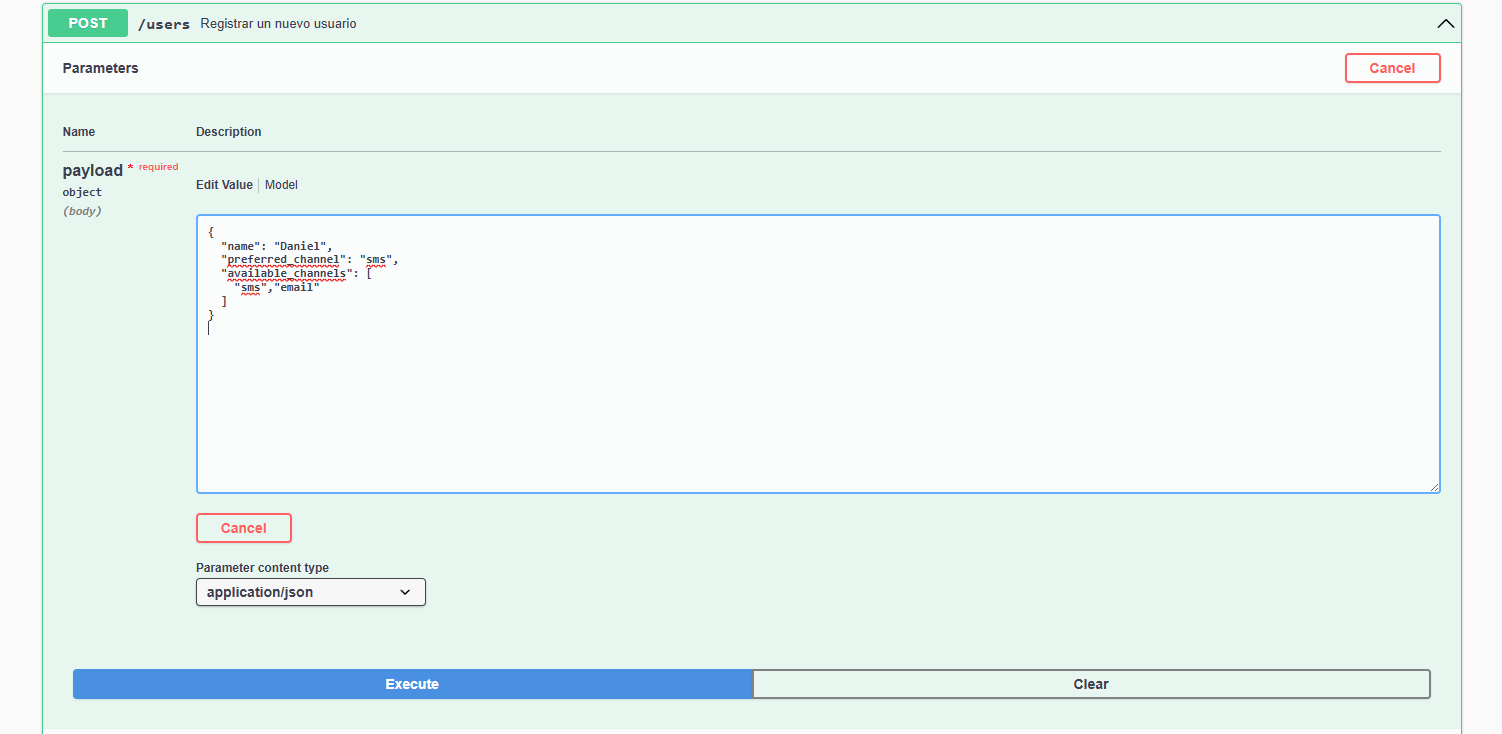 POST /users Registrar un nuevo usuario
Parameters Cancel
Name Description
payload * required
object
(body)
Edit Value Model
{
  "name": "Daniel",
  "preferred_channel": "sms",
  "available_channels": [
    "sms","email"
  ]
}
Cancel
Parameter content type
application/json
Execute Clear